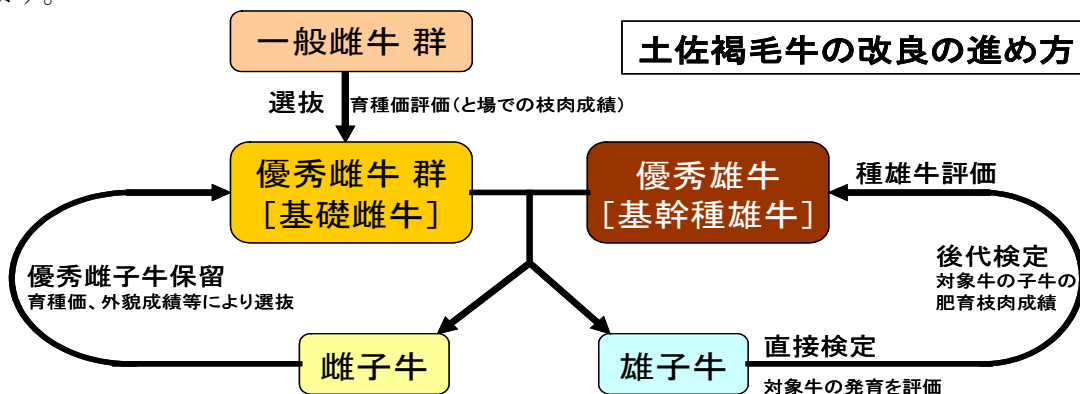 ます。
一般雌牛 群
土佐褐毛牛の改良の進め方
選抜 育種価評価(と場での枝肉成績)
優秀雌牛 群
[基礎雌牛]
優秀雄牛
[基幹種雄牛]
種雄牛評価
優秀雌子牛保留
育種価、外貌成績等により選抜
後代検定
対象牛の子牛の
肥育枝肉成績
雌子牛
雄子牛
直接検定
対象牛の発育を評価